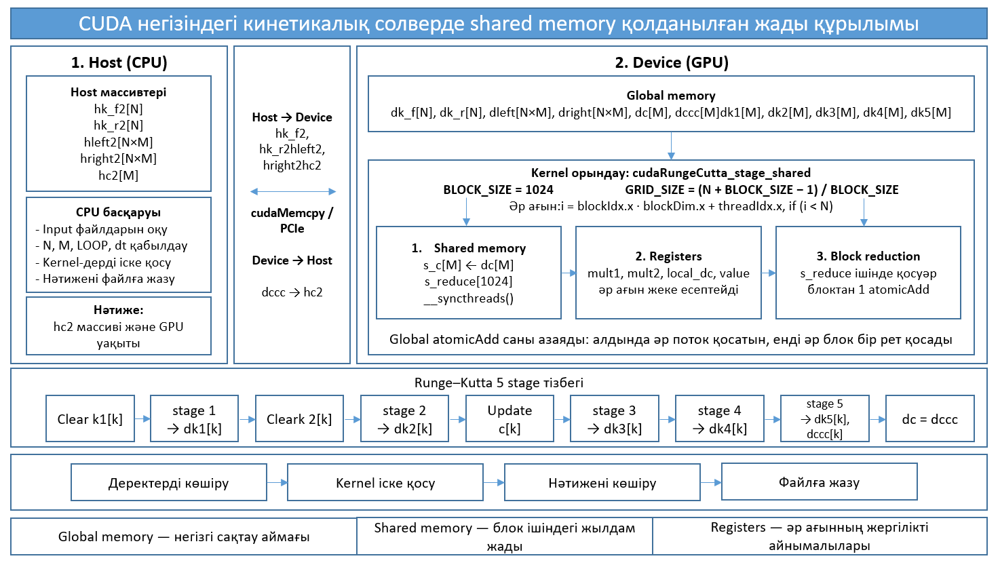 CUDA негізіндегі кинетикалық солверде shared memory қолданылған жады құрылымы
1. Host (CPU)
Host массивтері
hk_f2[N]
hk_r2[N]
hleft2[N×M]
hright2[N×M]
hc2[M]
CPU басқаруы
- Input файлдарын оқу
- N, M, LOOP, dt қабылдау
- Kernel-дерді іске қосу
- Нәтижені файлға жазу
Нәтиже:
hc2 массиві және GPU
уақыты
Host → Device
hk_f2,
hk_r2hleft2,
hright2hc2
cudaMemcpy /
PCIe
Device → Host
dccc → hc2
2. Device (GPU)
Global memory
dk_f[N], dk_r[N], dleft[N×M], dright[N×M], dc[M], dccc[M]dk1[M], dk2[M], dk3[M], dk4[M], dk5[M]
Kernel орындау: cudaRungeCutta_stage_shared
BLOCK_SIZE = 1024 GRID_SIZE = (N + BLOCK_SIZE − 1) / BLOCK_SIZE
Әр ағын:i = blockIdx.x · blockDim.x + threadIdx.x, if (i < N)
1. Shared memory
s_c[M] ← dc[M]
s_reduce[1024]
__syncthreads()
2. Registers
mult1, mult2, local_dc, value
әр ағын жеке есептейді
3. Block reduction
s_reduce ішінде қосуәр
блоктан 1 atomicAdd
Global atomicAdd саны азаяды: алдында әр поток қосатын, енді әр блок бір рет қосады
Runge–Kutta 5 stage тізбегі
Clear k1[k]
stage 1
→ dk1[k]
Cleark 2[k]
stage 2
→ dk2[k]
Update
c[k]
stage 3
→ dk3[k]
stage 4
→ dk4[k]
stage 5
→ dk5[k],
dccc[k]
dc = dccc
Деректерді көшіру
Kernel іске қосу
Нәтижені көшіру
Файлға жазу
Global memory — негізгі сақтау аймағы
Shared memory — блок ішіндегі жылдам
жады
Registers — әр ағынның жергілікті
айнымалылары